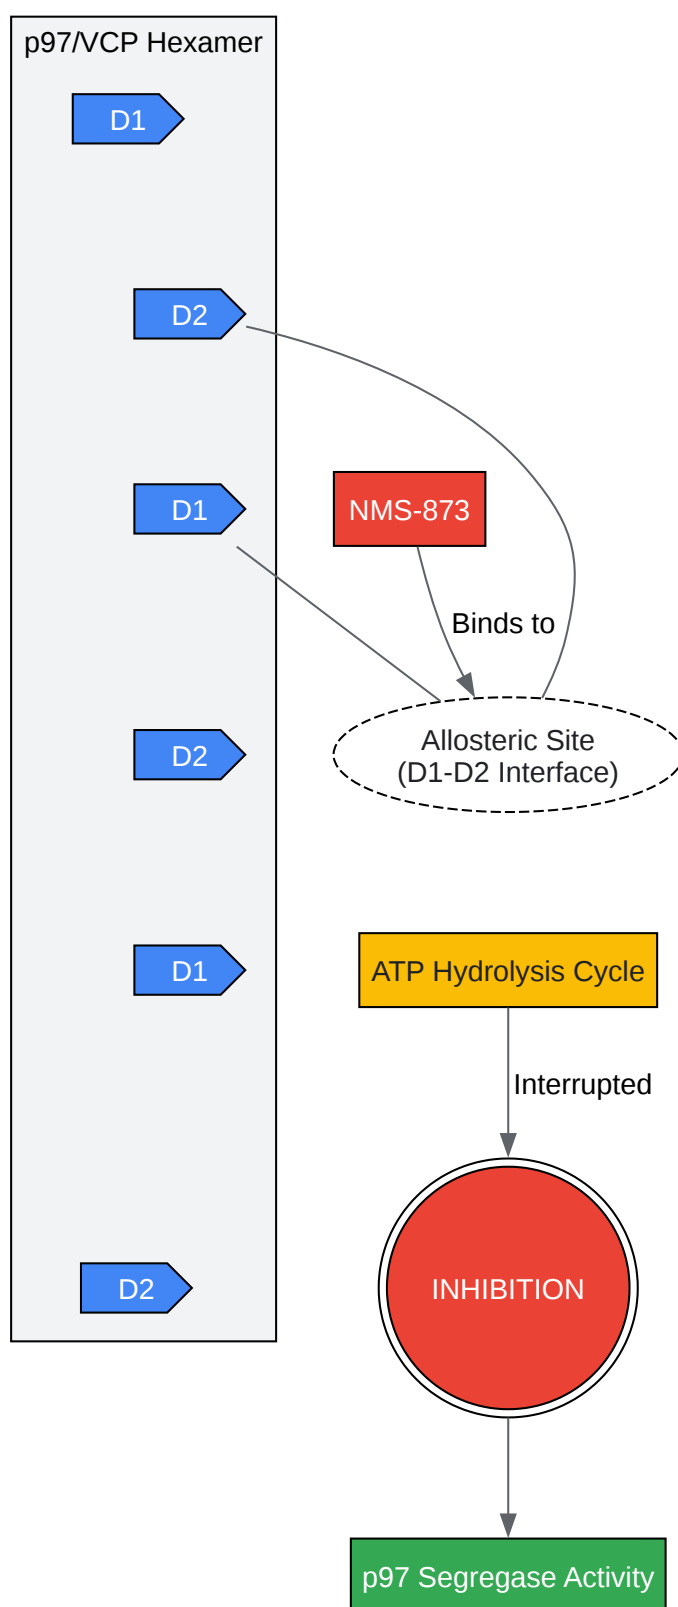 p97/VCP Hexamer
D1
D2
D1
NMS-873
Binds to
D2
Allosteric Site
(D1-D2 Interface)
D1
ATP Hydrolysis Cycle
Interrupted
D2
INHIBITION
p97 Segregase Activity